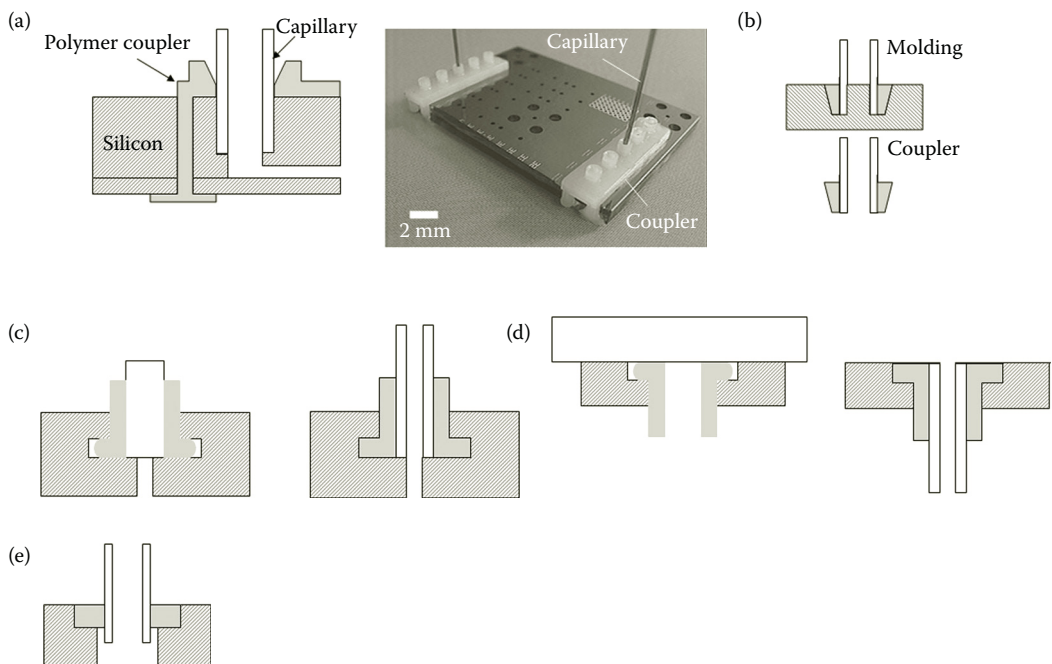 (a)
Polymer coupler
Capillary
Silicon
Capillary
Coupler
2 mm
(b)
Molding
Coupler
(c)
(d)
(e)